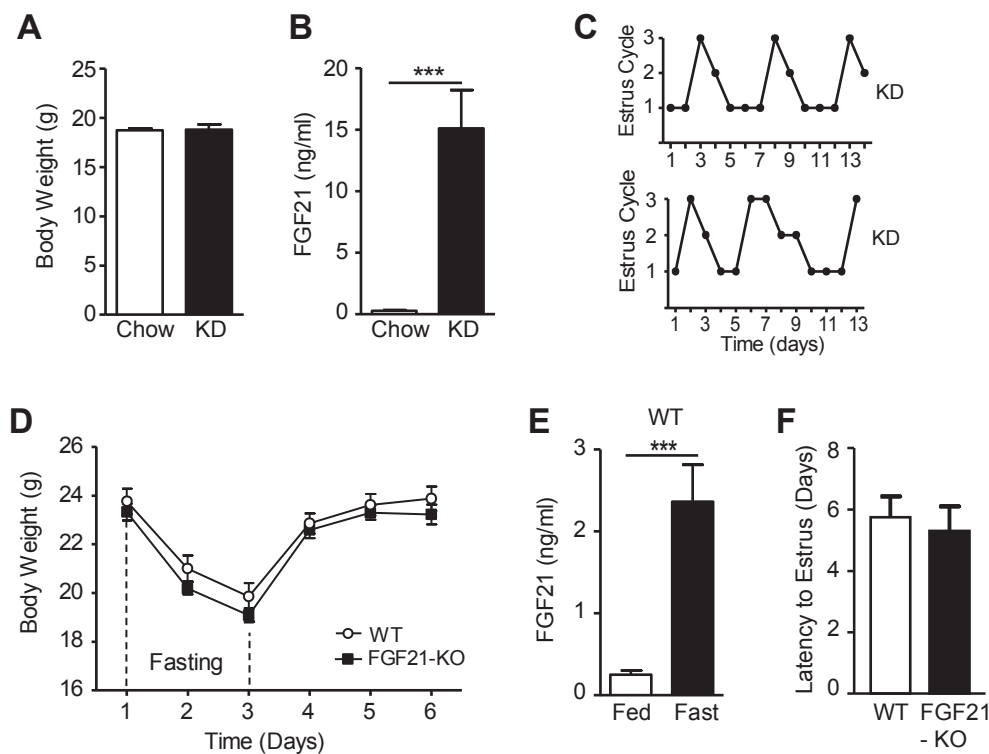 A
Body Weight (g)
25
20
15
10
5
0
Chow KD
B
FGF21 (ng/ml)
20
15
10
5
0
***
Chow KD
C
Estrus Cycle
3
2
1
1 3 5 7 9 11 13
KD
Estrus Cycle
3
2
1
1 3 5 7 9 11 13
KD
Time (days)
D
Body Weight (g)
26
24
22
20
18
16
WT
FGF21-KO
Fasting
1 2 3 4 5 6
Time (Days)
E
WT
***
FGF21 (ng/ml)
3
2
1
0
Fed Fast
F
Latency to Estrus (Days)
8
6
4
2
0
WT FGF21
- KO